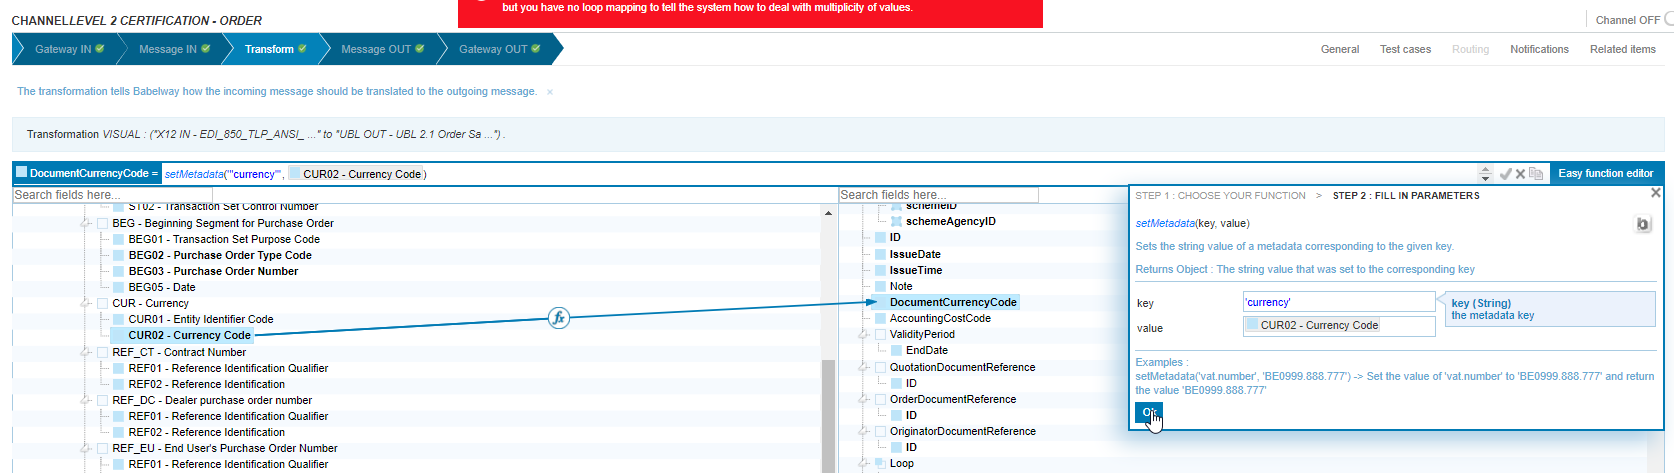 but you have no loop mapping to tell the system how to deal with multiplicity of values.
CHANNEL LEVEL 2 CERTIFICATION - ORDER
Channel OFF
Gateway IN
Message IN
Transform
Message OUT
Gateway OUT
General
Test cases
Routing
Notifications
Related items
The transformation tells Babelway how the incoming message should be translated to the outgoing message. ×
Transformation VISUAL : ("X12 IN - EDI_850_TLP_ANSI_ ..." to "UBL OUT - UBL 2.1 Order Sa ...") .
DocumentCurrencyCode = setMetadata("'currency'", CUR02 - Currency Code)
Easy function editor
Search fields here...
ST02 - Transaction Set Control Number
BEG - Beginning Segment for Purchase Order
BEG01 - Transaction Set Purpose Code
BEG02 - Purchase Order Type Code
BEG03 - Purchase Order Number
BEG05 - Date
CUR - Currency
CUR01 - Entity Identifier Code
CUR02 - Currency Code
REF_CT - Contract Number
REF01 - Reference Identification Qualifier
REF02 - Reference Identification
REF_DC - Dealer purchase order number
REF01 - Reference Identification Qualifier
REF02 - Reference Identification
REF_EU - End User's Purchase Order Number
REF01 - Reference Identification Qualifier
fx
Search fields here...
schemeID
schemeAgencyID
ID
IssueDate
IssueTime
Note
DocumentCurrencyCode
AccountingCostCode
ValidityPeriod
EndDate
QuotationDocumentReference
ID
OrderDocumentReference
ID
OriginatorDocumentReference
ID
Loop
STEP 1 : CHOOSE YOUR FUNCTION > STEP 2 : FILL IN PARAMETERS
setMetadata(key, value)
b
Sets the string value of a metadata corresponding to the given key.
Returns Object : The string value that was set to the corresponding key
key
'currency'
key (String)
the metadata key
value
CUR02 - Currency Code
Examples :
setMetadata('vat.number', 'BE0999.888.777') -> Set the value of 'vat.number' to 'BE0999.888.777' and return
the value 'BE0999.888.777'